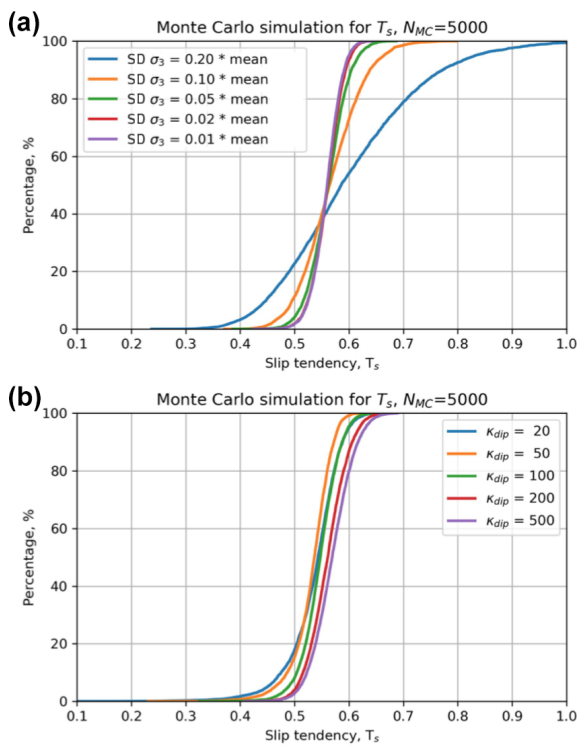 (a)
Monte Carlo simulation for Tₛ, N_MC=5000
100
80
60
40
20
0
Percentage, %
SD σ₃ = 0.20 * mean
SD σ₃ = 0.10 * mean
SD σ₃ = 0.05 * mean
SD σ₃ = 0.02 * mean
SD σ₃ = 0.01 * mean
0.1 0.2 0.3 0.4 0.5 0.6 0.7 0.8 0.9 1.0
Slip tendency, Tₛ
(b)
Monte Carlo simulation for Tₛ, N_MC=5000
100
80
60
40
20
0
Percentage, %
κ_dip = 20
κ_dip = 50
κ_dip = 100
κ_dip = 200
κ_dip = 500
0.1 0.2 0.3 0.4 0.5 0.6 0.7 0.8 0.9 1.0
Slip tendency, Tₛ